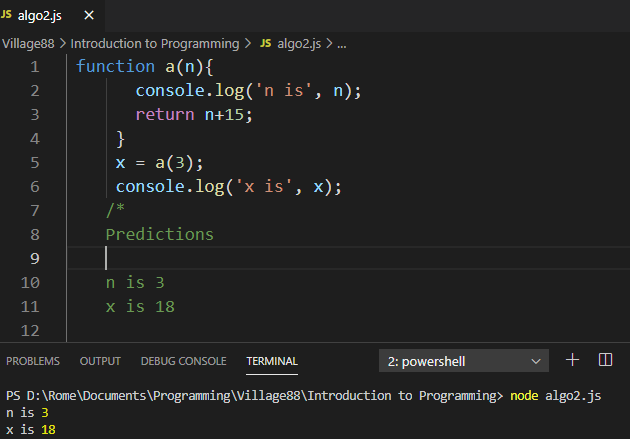 JS algo2.js ×
Village88 > Introduction to Programming > JS algo2.js > ...
1 function a(n){
2 console.log('n is', n);
3 return n+15;
4 }
5 x = a(3);
6 console.log('x is', x);
7 /*
8 Predictions
9
10 n is 3
11 x is 18
12
PROBLEMS OUTPUT DEBUG CONSOLE TERMINAL 2: powershell
PS D:\Rome\Documents\Programming\Village88\Introduction to Programming> node algo2.js
n is 3
x is 18